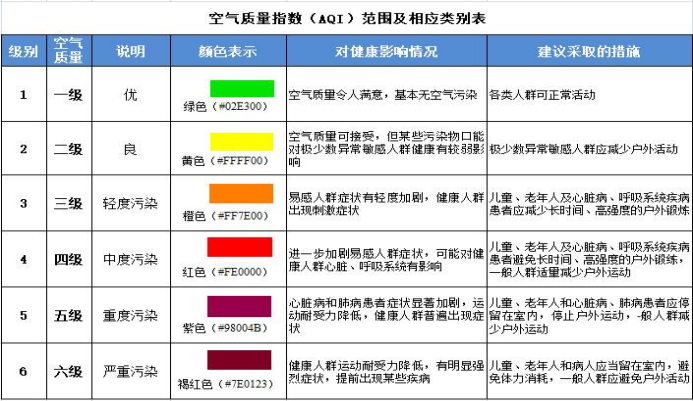 空气质量指数（AQI）范围及相应类别表
级别 空气质量 说明 颜色表示 对健康影响情况 建议采取的措施
1 一级 优 绿色（#02E300） 空气质量令人满意，基本无空气污染 各类人群可正常活动
2 二级 良 黄色（#FFFF00） 空气质量可接受，但某些污染物口能
对极少数异常敏感人群健康有较弱影
响
极少数异常敏感人群应减少户外活动
3 三级 轻度污染 橙色（#FF7E00） 易感人群症状有轻度加剧，健康人群
出现刺激症状
儿童、老年人及心脏病、呼吸系统疾病
患者应减少长时间、高强度的户外锻炼
4 四级 中度污染 红色（#FE0000） 进一步加剧易感人群症状，可能对健
康人群心脏、呼吸系统有影响
儿童、老年人及心脏病、呼吸系统疾病
患者避免长时间、高强度的户外锻炼，
一般人群适量减少户外运动
5 五级 重度污染 紫色（#98004B） 心脏病和肺病患者症状显著加剧，运
动耐受力降低，健康人群普遍出现症
状
儿童、老年人和心脏病、肺病患者应停
留在室内，停止户外运动，一般人群减
少户外运动
6 六级 严重污染 褐红色（#7E0123） 健康人群运动耐受力降低，有明显强
烈症状，提前出现某些疾病
儿童、老年人和病人应当留在室内，避
免体力消耗，一般人群应避免户外活动